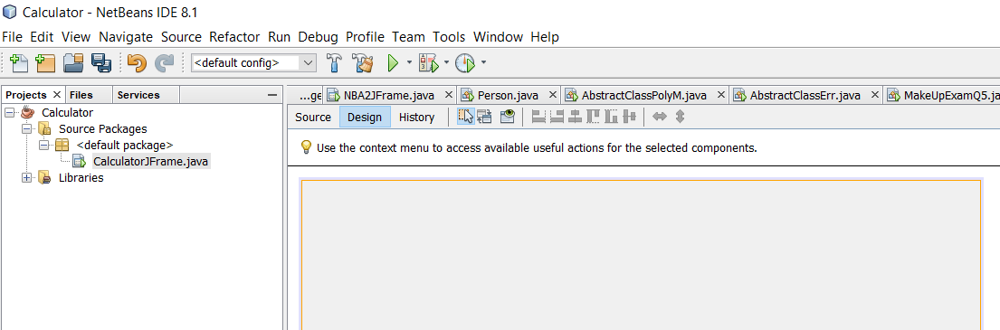 Calculator - NetBeans IDE 8.1
File Edit View Navigate Source Refactor Run Debug Profile Team Tools Window Help
<default config>
Projects Files Services
Calculator
Source Packages
<default package>
CalculatorJFrame.java
Libraries
...ge NBA2JFrame.java Person.java AbstractClassPolyM.java AbstractClassErr.java MakeUpExamQ5.ja
Source Design History
Use the context menu to access available useful actions for the selected components.